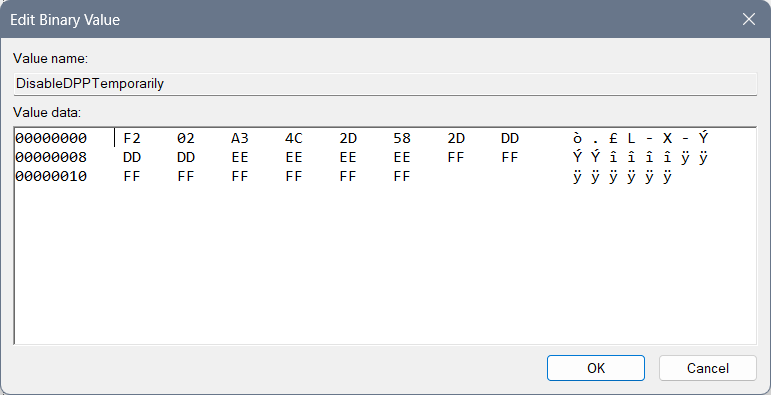 Edit Binary Value
Value name:
DisableDPPTemporarily
Value data:
00000000 F2 02 A3 4C 2D 58 2D DD ò . £ L - X - Ý
00000008 DD DD EE EE EE EE FF FF Ý Ý î î î î ÿ ÿ
00000010 FF FF FF FF FF FF ÿ ÿ ÿ ÿ ÿ ÿ
OK Cancel